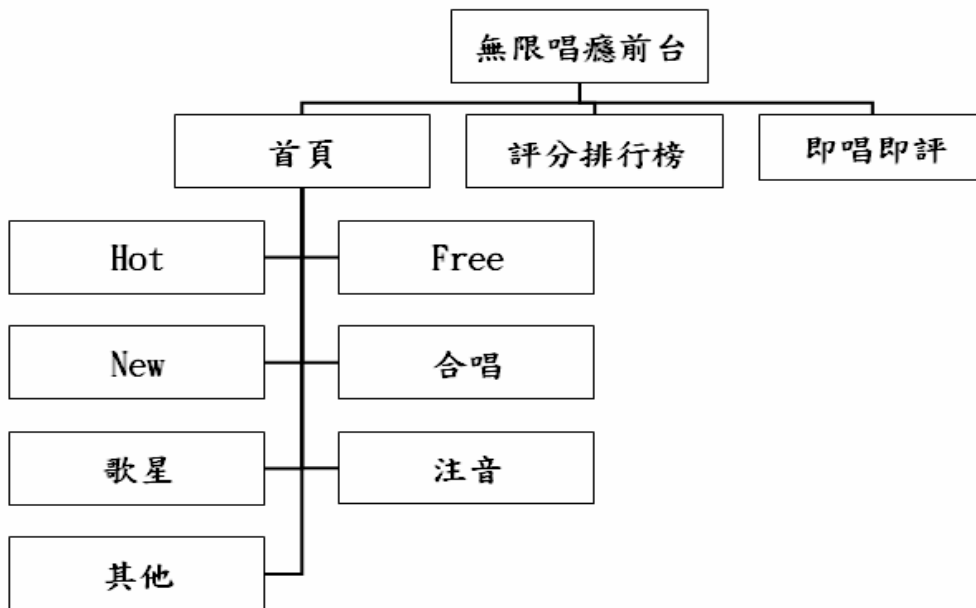 無限唱癮前台
首頁
評分排行榜
即唱即評
Hot
Free
New
合唱
歌星
注音
其他